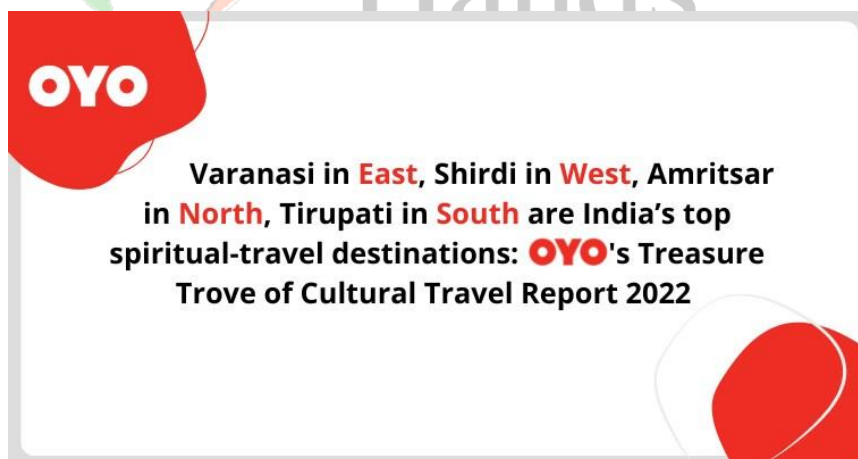 OYO
Varanasi in East, Shirdi in West, Amritsar
in North, Tirupati in South are India’s top
spiritual-travel destinations: OYO's Treasure
Trove of Cultural Travel Report 2022